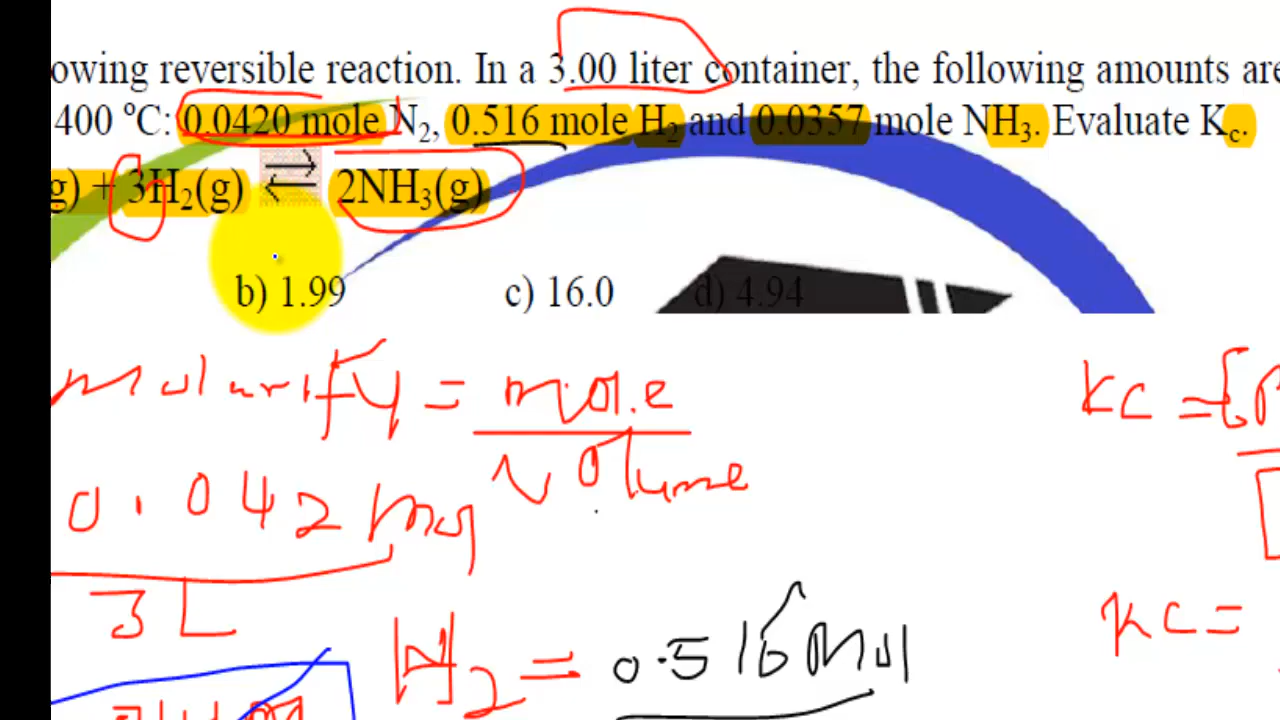 owing reversible reaction. In a 3.00 liter container, the following amounts are
400 °C: 0.0420 mole N₂, 0.516 mole H₂ and 0.0357 mole NH₃. Evaluate K_c.
g) + 3H₂(g) ⇄ 2NH₃(g)
b) 1.99 c) 16.0 d) 4.94
molarity = mole
volume
KC =
0.042 mol
3 L
KC =
H₂ = 0.516 mol